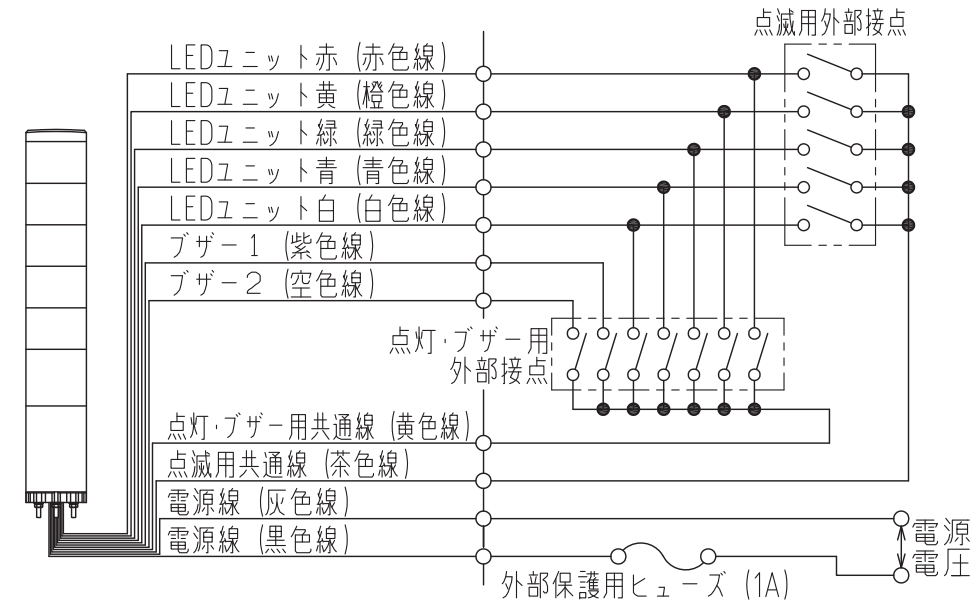 点滅用外部接点
LEDユニット赤 (赤色線)
LEDユニット黄 (橙色線)
LEDユニット緑 (緑色線)
LEDユニット青 (青色線)
LEDユニット白 (白色線)
ブザー1 (紫色線)
ブザー2 (空色線)
点灯・ブザー用
外部接点
点灯・ブザー用共通線 (黄色線)
点滅用共通線 (茶色線)
電源線 (灰色線)
電源線 (黒色線)
電源
電圧
外部保護用ヒューズ (1A)